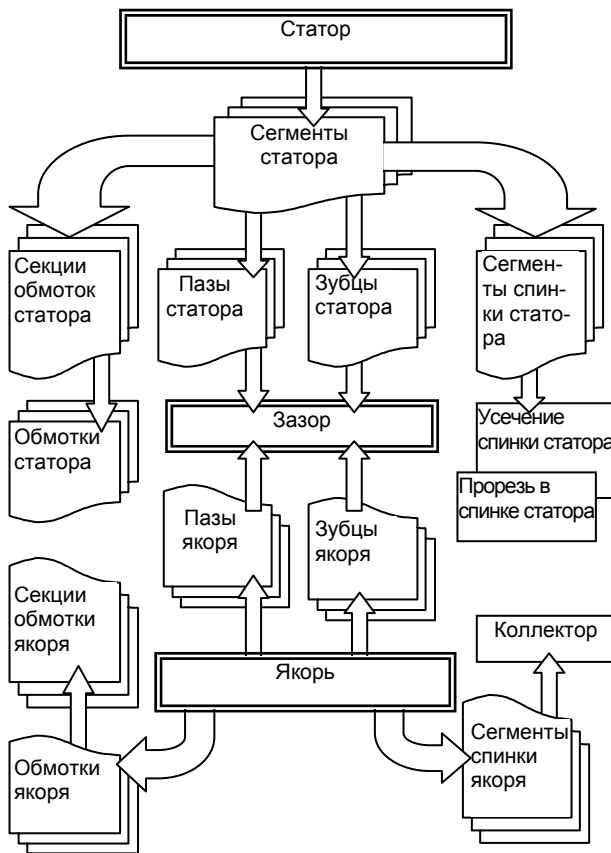 Статор
Сегменты
статора
Секции
обмоток
статора
Пазы
статора
Зубцы
статора
Сегмен-
ты спин-
ки стато-
ра
Обмотки
статора
Зазор
Усечение
спинки статора
Прорезь в
спинке статора
Пазы
якоря
Зубцы
якоря
Секции
обмотки
якоря
Коллектор
Якорь
Обмотки
якоря
Сегменты
спинки
якоря